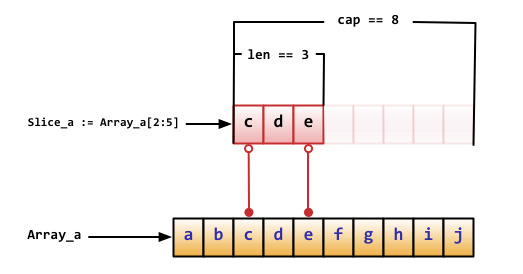 cap == 8
len == 3
Slice_a := Array_a[2:5] c d e
Array_a a b c d e f g h i j